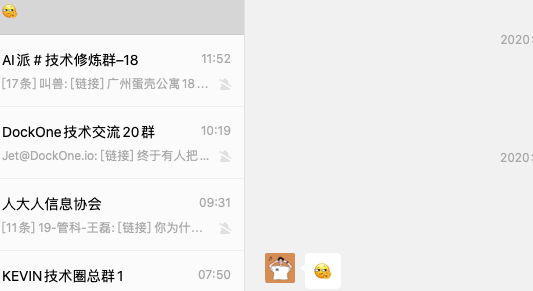 AI派 # 技术修炼群–18
11:52
[17条] 叫兽: [链接] 广州蛋壳公寓18...
DockOne技术交流20群
10:19
Jet@DockOne.io: [链接] 终于有人把...
人大人信息协会
09:31
[11条] 19-管科-王磊: [链接] 你为什...
KEVIN技术圈总群1
07:50
2020
2020